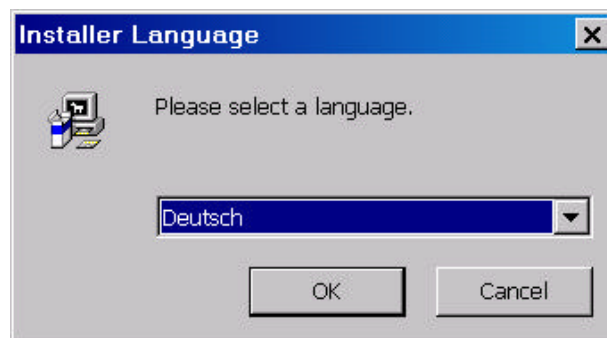 Installer Language
Please select a language.
Deutsch
OK
Cancel